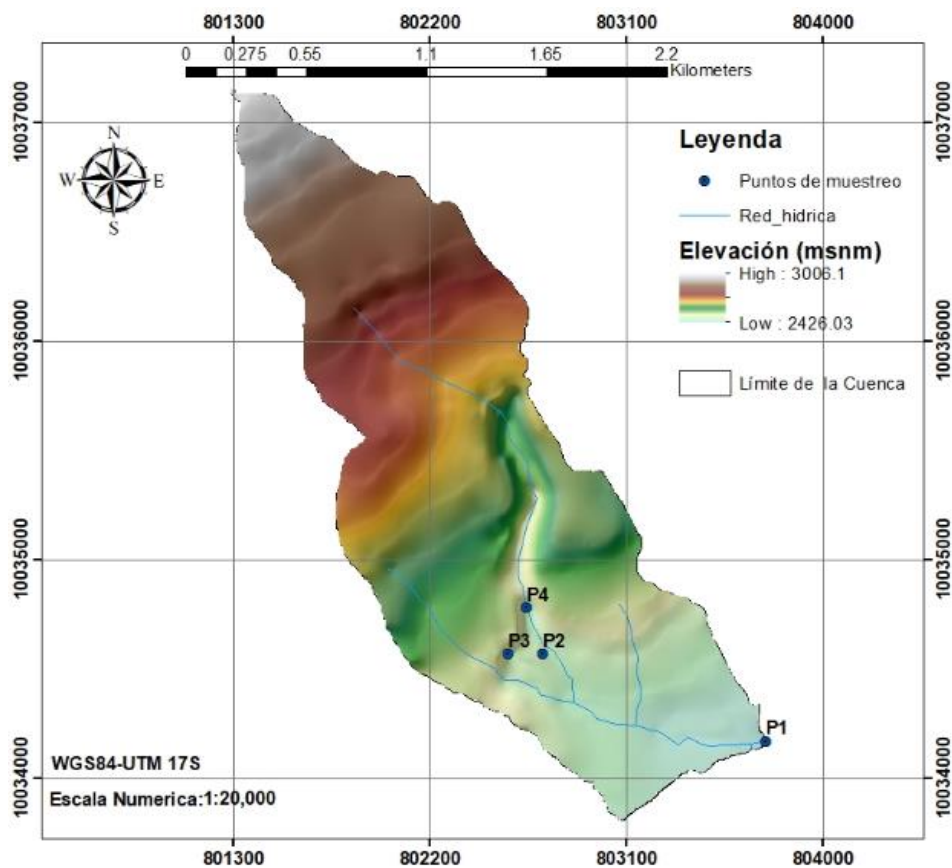 801300 802200 803100 804000
0 0.275 0.55 1.1 1.65 2.2
Kilometers
10037000 10037000
N
W E
S
Leyenda
Puntos de muestreo
Red_hidrica
Elevación (msnm)
High : 3006.1
Low : 2426.03
10036000 10036000
Límite de la Cuenca
10035000 10035000
P4
P3 P2
P1
WGS84-UTM 17S
10034000 10034000
Escala Numerica:1:20,000
801300 802200 803100 804000